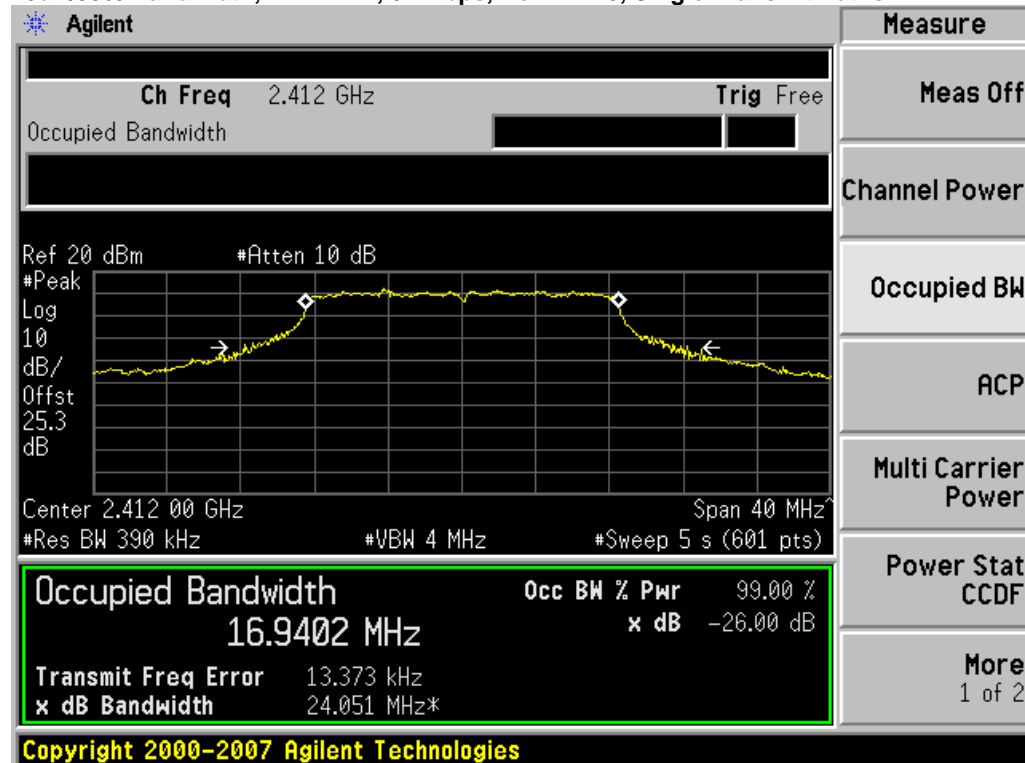 Agilent
Measure
Ch Freq 2.412 GHz Trig Free
Occupied Bandwidth
Meas Off
Channel Power
Occupied BW
ACP
Multi Carrier
Power
Power Stat
CCDF
More
1 of 2
Ref 20 dBm #Atten 10 dB
#Peak
Log
10
dB/
Offst
25.3
dB
Center 2.412 00 GHz Span 40 MHz^
#Res BW 390 kHz #VBW 4 MHz #Sweep 5 s (601 pts)
Occupied Bandwidth Occ BW % Pwr 99.00 %
16.9402 MHz x dB -26.00 dB
Transmit Freq Error 13.373 kHz
x dB Bandwidth 24.051 MHz*
Copyright 2000-2007 Agilent Technologies